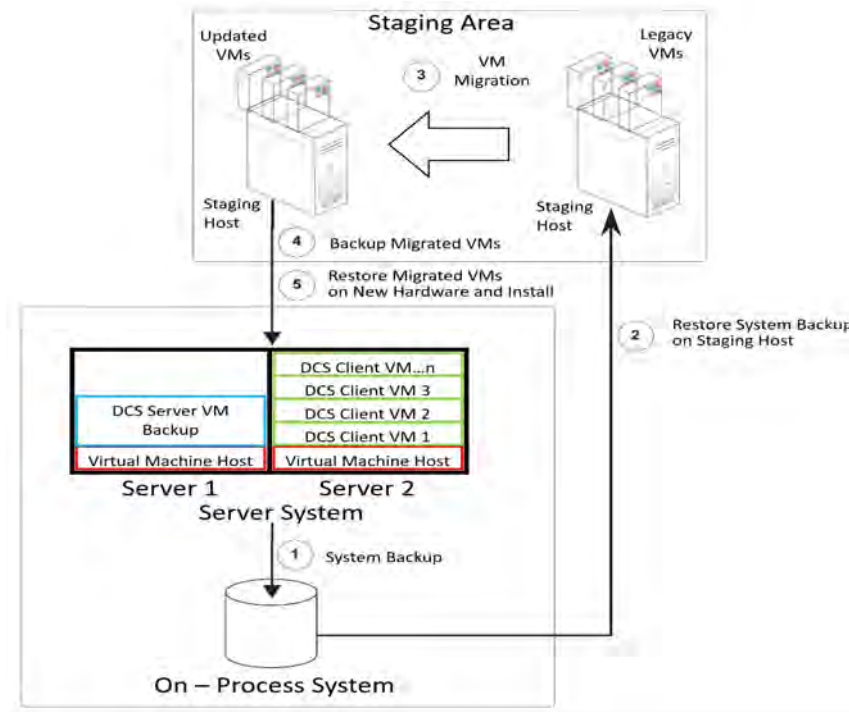 Staging Area
Updated
VMs
Legacy
VMs
3
VM
Migration
Staging
Host
Staging
Host
4
Backup Migrated VMs
5
Restore Migrated VMs
on New Hardware and Install
2
Restore System Backup
on Staging Host
DCS Server VM
Backup
Virtual Machine Host
DCS Client VM...n
DCS Client VM 3
DCS Client VM 2
DCS Client VM 1
Virtual Machine Host
Server 1
Server 2
Server System
1
System Backup
On – Process System